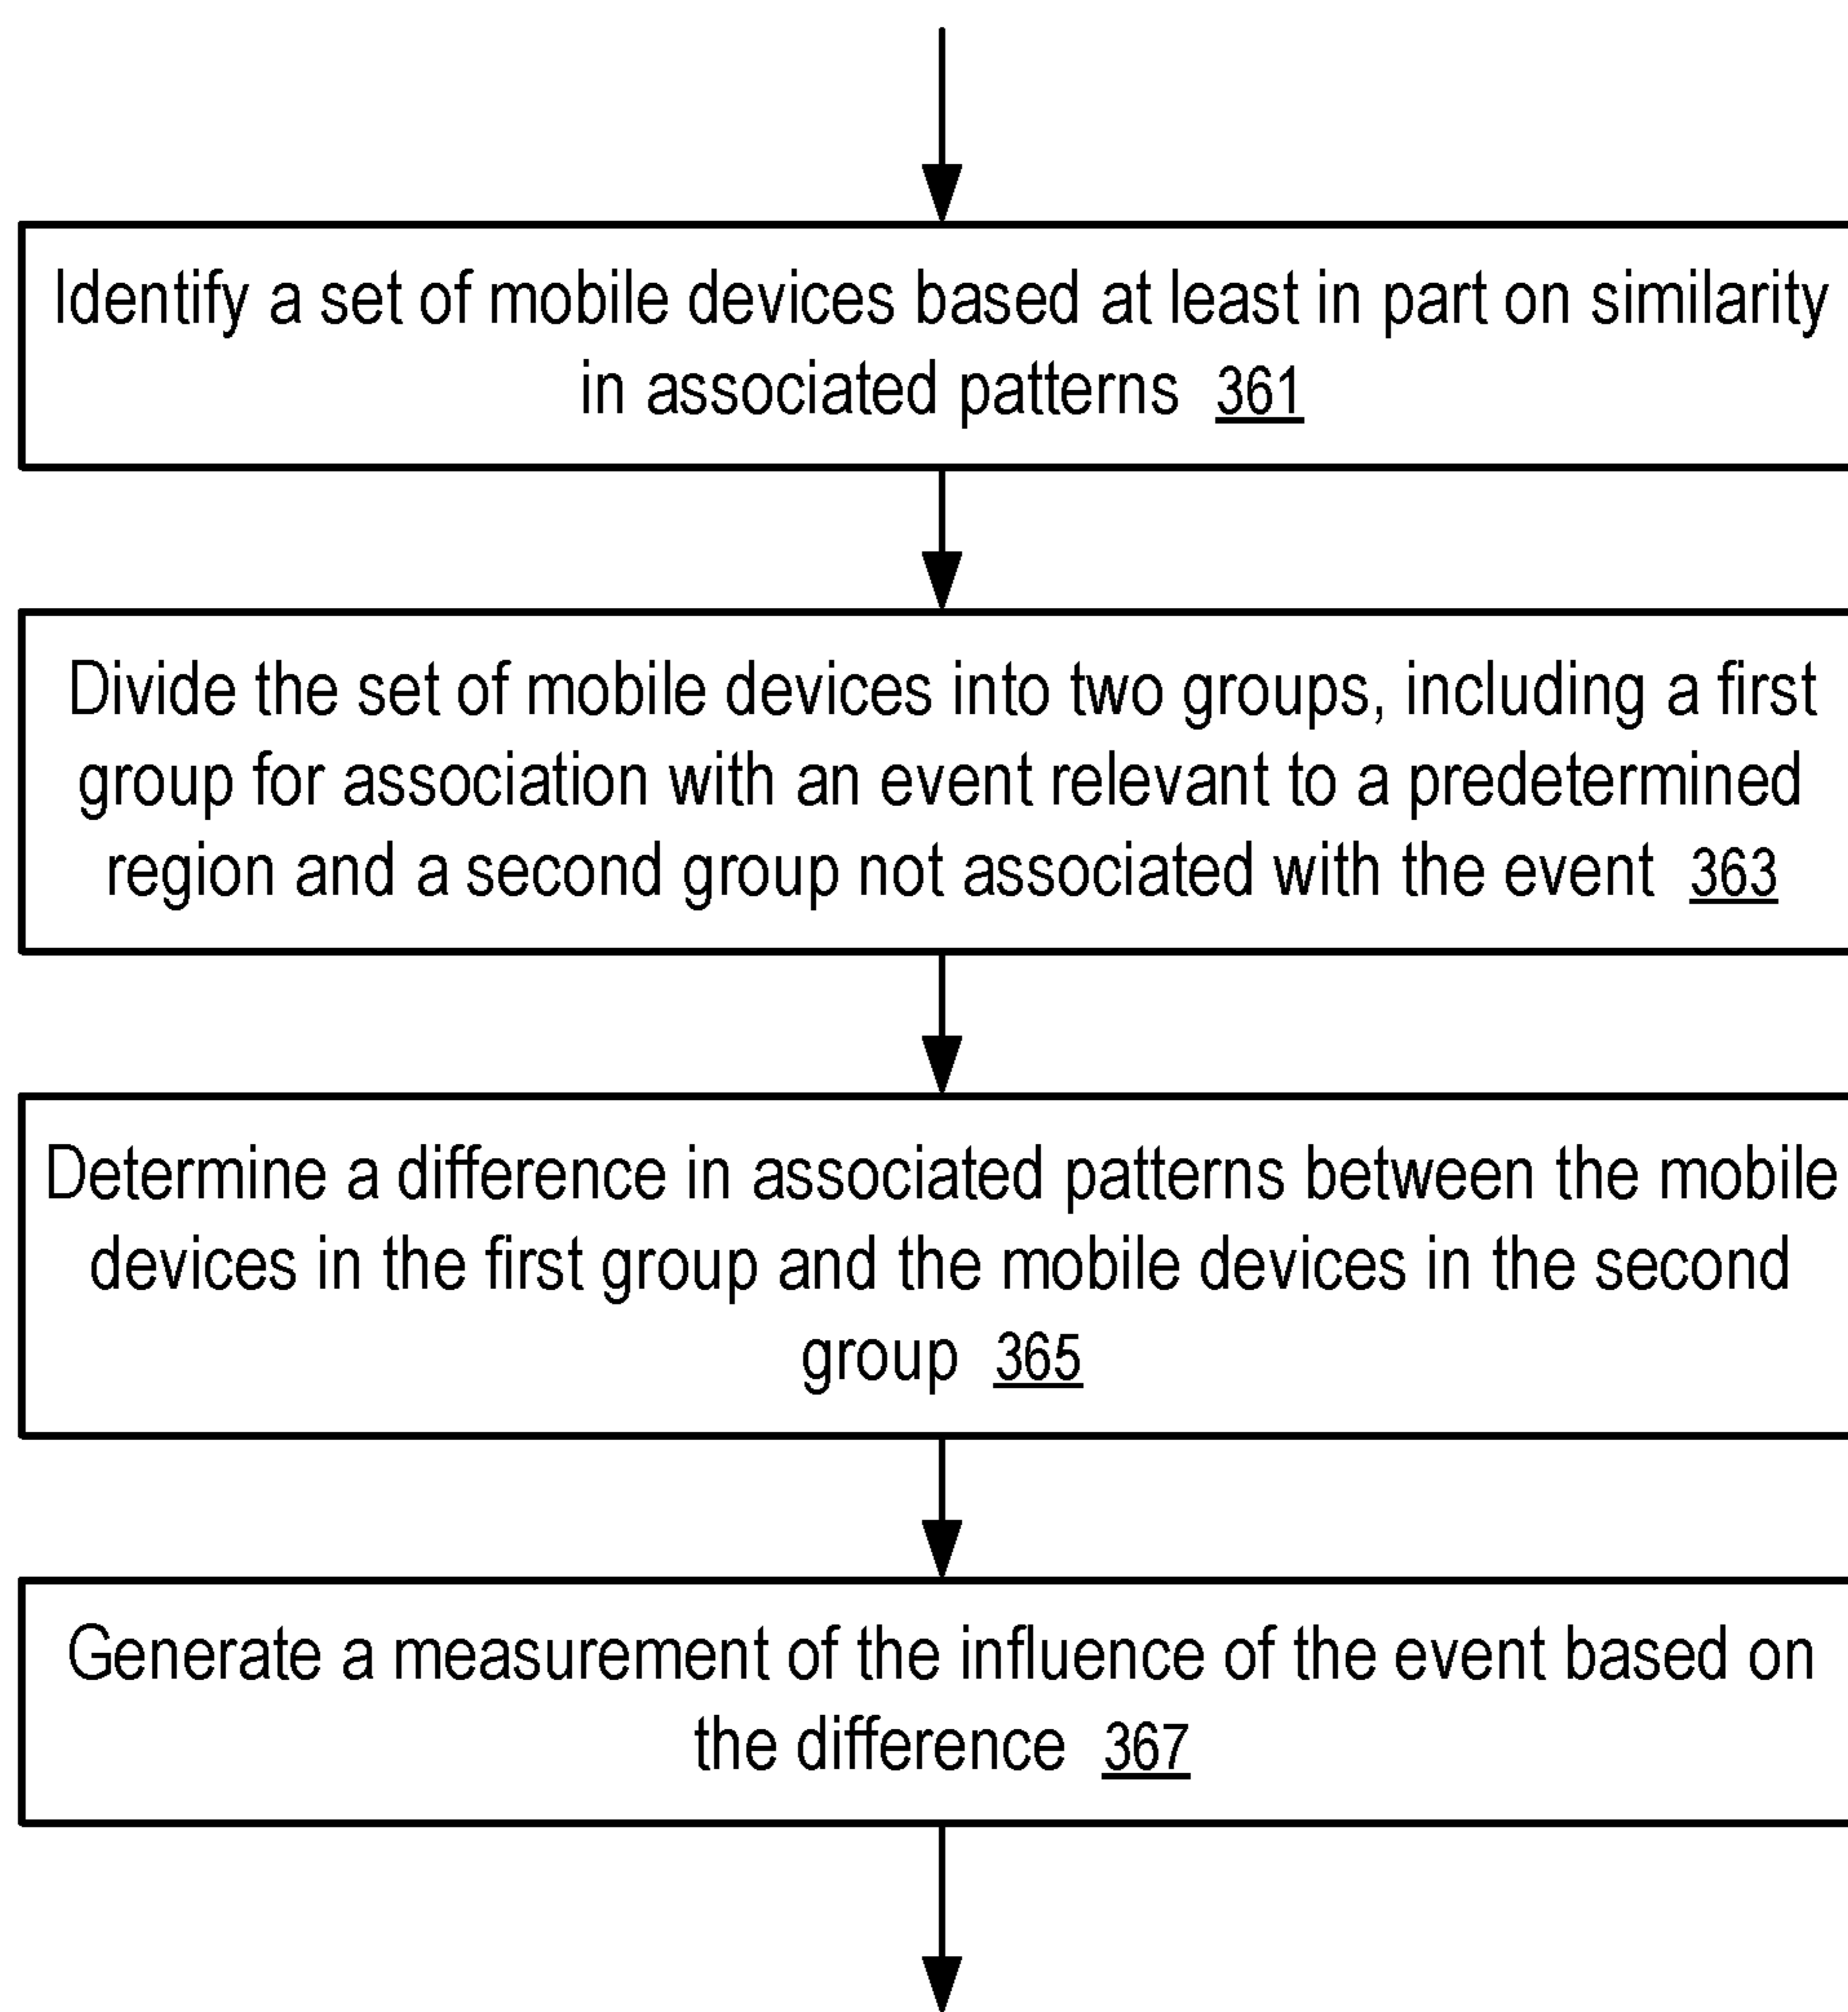 Identify a set of mobile devices based at least in part on similarity
in associated patterns 361
Divide the set of mobile devices into two groups, including a first
group for association with an event relevant to a predetermined
region and a second group not associated with the event 363
Determine a difference in associated patterns between the mobile
devices in the first group and the mobile devices in the second
group 365
Generate a measurement of the influence of the event based on
the difference 367